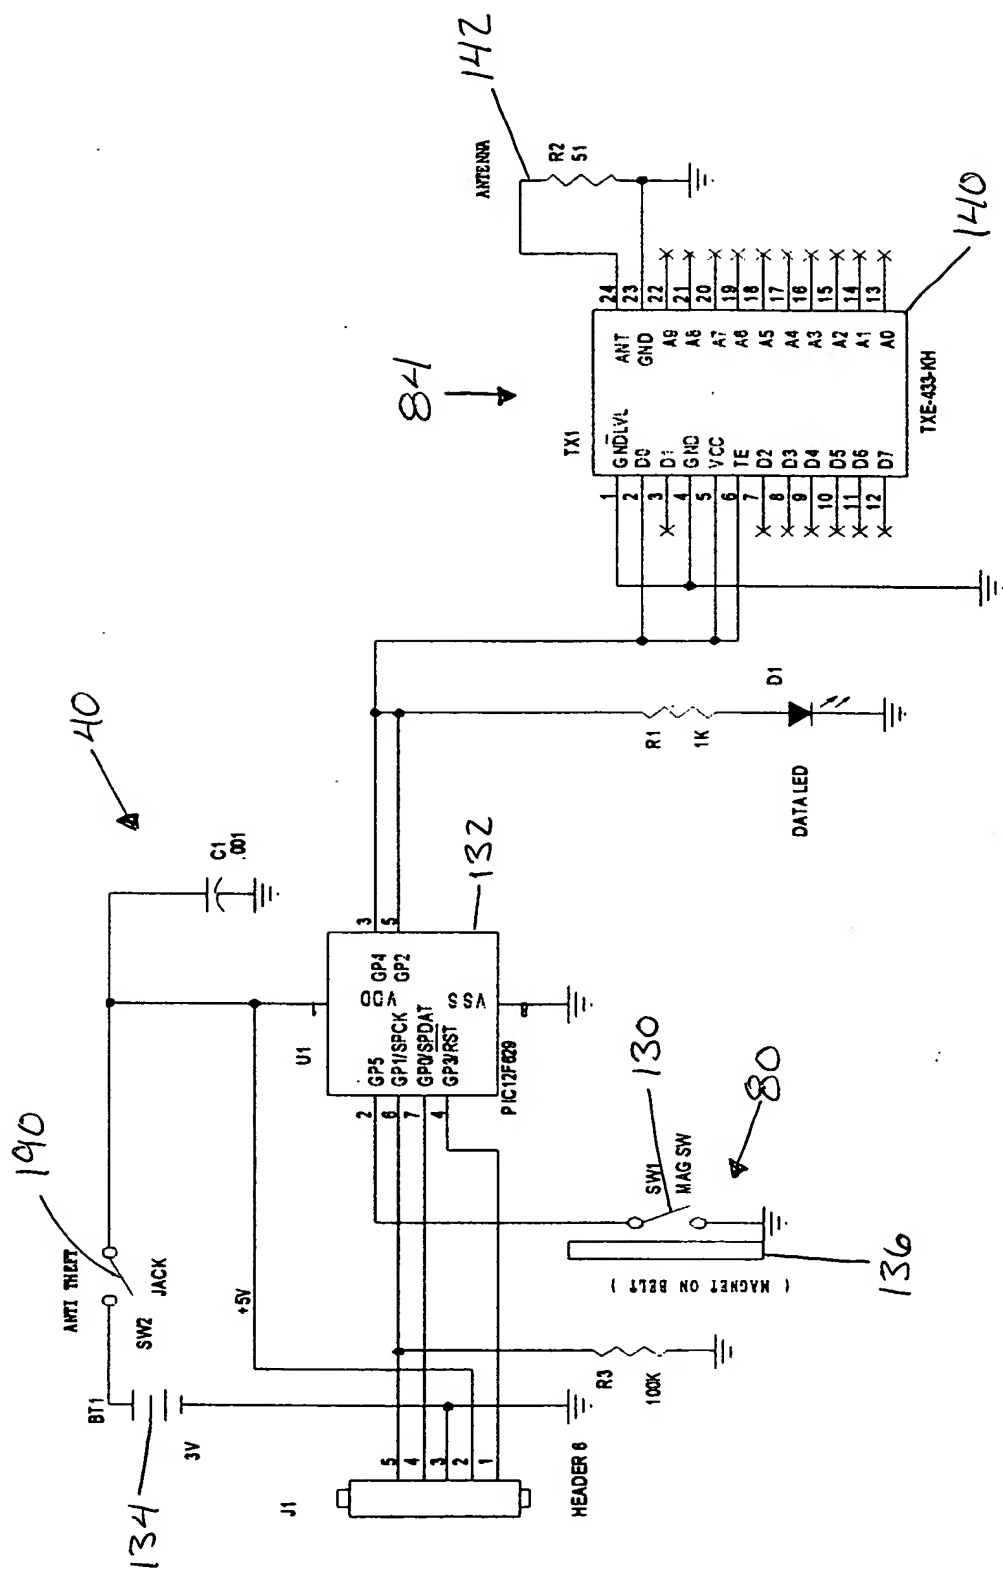 190
40
134
BT1
3V
ANTI THEFT
SW2
JACK
+5V
C1
.001
J1
HEADER 6
5
4
3
2
1
R3
100K
U1
2
6
7
4
GP5
GP1/SPCK
GP0/SPDAT
GP3/RST
1
VDD
GP4
GP2
VSS
8
3
5
PIC12F629
132
SW1
MAG SW
130
80
( MAGNET ON BELT )
136
R1
1K
D1
DATA LED
84
TX1
1
2
3
4
5
6
7
8
9
10
11
12
GNDLVL
D0
D1
GND
VCC
TE
D2
D3
D4
D5
D6
D7
ANT
GND
A9
A8
A7
A6
A5
A4
A3
A2
A1
A0
24
23
22
21
20
19
18
17
16
15
14
13
TXE-433-KH
140
ANTENNA
142
R2
51